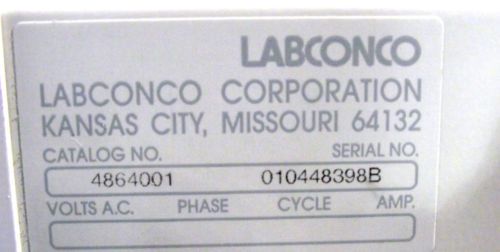 LABCONCO
LABCONCO CORPORATION
KANSAS CITY, MISSOURI 64132
CATALOG NO. SERIAL NO.
4864001 010448398B
VOLTS A.C. PHASE CYCLE AMP.